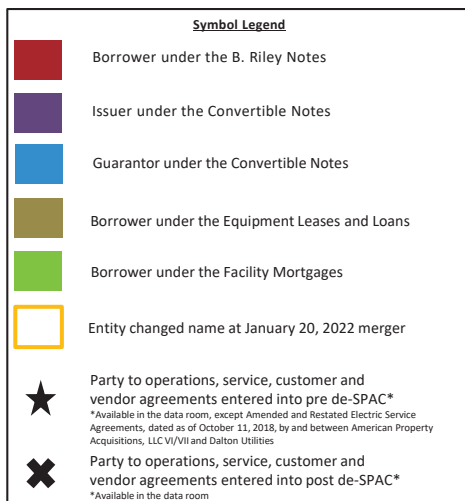 Symbol Legend
Borrower under the B. Riley Notes
Issuer under the Convertible Notes
Guarantor under the Convertible Notes
Borrower under the Equipment Leases and Loans
Borrower under the Facility Mortgages
Entity changed name at January 20, 2022 merger
Party to operations, service, customer and
vendor agreements entered into pre de-SPAC*
*Available in the data room, except Amended and Restated Electric Service
Agreements, dated as of October 11, 2018, by and between American Property
Acquisitions, LLC VI/VII and Dalton Utilities
Party to operations, service, customer and
vendor agreements entered into post de-SPAC*
*Available in the data room